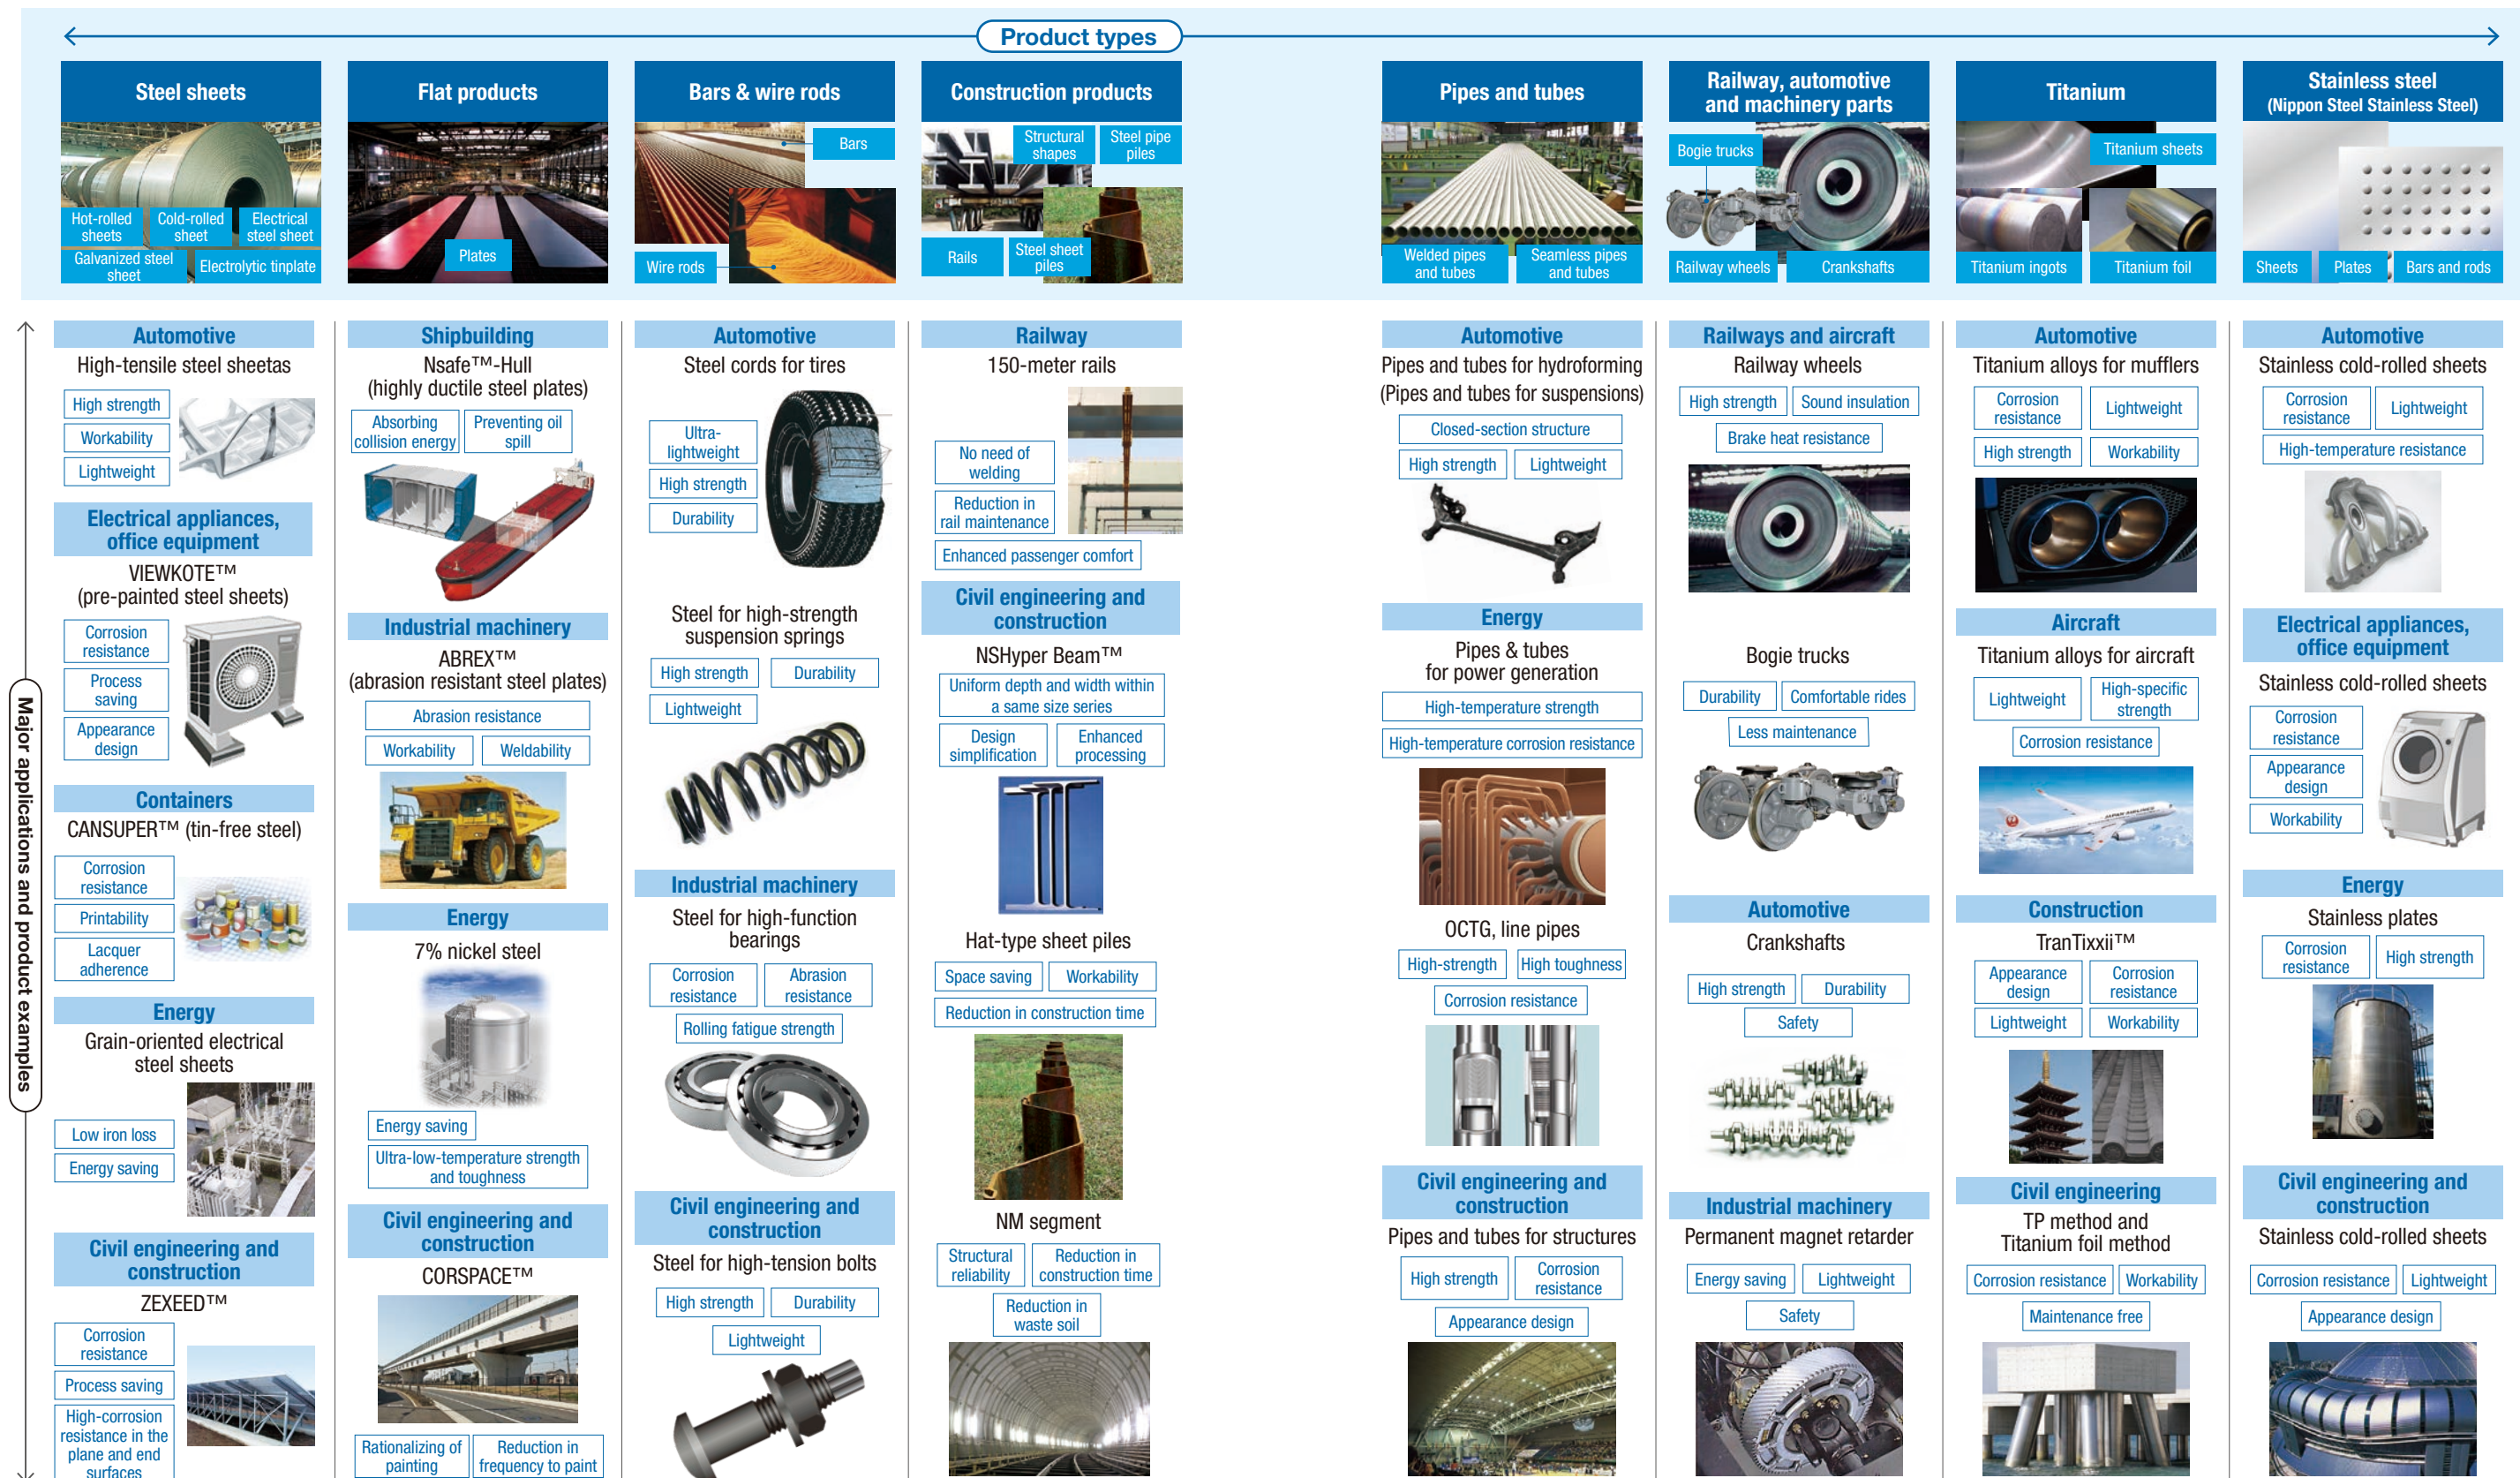 Product types
Steel sheets
Hot-rolled
sheets
Cold-rolled
sheet
Electrical
steel sheet
Galvanized steel
sheet
Electrolytic tinplate
Flat products
Plates
Bars & wire rods
Bars
Wire rods
Construction products
Structural
shapes
Steel pipe
piles
Rails
Steel sheet
piles
Pipes and tubes
Welded pipes
and tubes
Seamless pipes
and tubes
Railway, automotive
and machinery parts
Bogie trucks
Railway wheels
Crankshafts
Titanium
Titanium sheets
Titanium ingots
Titanium foil
Stainless steel
(Nippon Steel Stainless Steel)
Sheets
Plates
Bars and rods
Major applications and product examples
Automotive
High-tensile steel sheetas
High strength
Workability
Lightweight
Electrical appliances,
office equipment
VIEWKOTE™
(pre-painted steel sheets)
Corrosion
resistance
Process
saving
Appearance
design
Containers
CANSUPER™ (tin-free steel)
Corrosion
resistance
Printability
Lacquer
adherence
Energy
Grain-oriented electrical
steel sheets
Low iron loss
Energy saving
Civil engineering and
construction
ZEXEED™
Corrosion
resistance
Process saving
High-corrosion
resistance in the
plane and end
surfaces
Shipbuilding
Nsafe™-Hull
(highly ductile steel plates)
Absorbing
collision energy
Preventing oil
spill
Industrial machinery
ABREX™
(abrasion resistant steel plates)
Abrasion resistance
Workability
Weldability
Energy
7% nickel steel
Energy saving
Ultra-low-temperature strength
and toughness
Civil engineering and
construction
CORSPACE™
Rationalizing of
painting
Reduction in
frequency to paint
Automotive
Steel cords for tires
Ultra-
lightweight
High strength
Durability
Steel for high-strength
suspension springs
High strength
Durability
Lightweight
Industrial machinery
Steel for high-function
bearings
Corrosion
resistance
Abrasion
resistance
Rolling fatigue strength
Civil engineering and
construction
Steel for high-tension bolts
High strength
Durability
Lightweight
Railway
150-meter rails
No need of
welding
Reduction in
rail maintenance
Enhanced passenger comfort
Civil engineering and
construction
NSHyper Beam™
Uniform depth and width within
a same size series
Design
simplification
Enhanced
processing
Hat-type sheet piles
Space saving
Workability
Reduction in construction time
NM segment
Structural
reliability
Reduction in
construction time
Reduction in
waste soil
Automotive
Pipes and tubes for hydroforming
(Pipes and tubes for suspensions)
Closed-section structure
High strength
Lightweight
Energy
Pipes & tubes
for power generation
High-temperature strength
High-temperature corrosion resistance
OCTG, line pipes
High-strength
High toughness
Corrosion resistance
Civil engineering and
construction
Pipes and tubes for structures
High strength
Corrosion
resistance
Appearance design
Railways and aircraft
Railway wheels
High strength
Sound insulation
Brake heat resistance
Bogie trucks
Durability
Comfortable rides
Less maintenance
Automotive
Crankshafts
High strength
Durability
Safety
Industrial machinery
Permanent magnet retarder
Energy saving
Lightweight
Safety
Automotive
Titanium alloys for mufflers
Corrosion
resistance
Lightweight
High strength
Workability
Aircraft
Titanium alloys for aircraft
Lightweight
High-specific
strength
Corrosion resistance
JAPAN AIRLINES
Construction
TranTixxii™
Appearance
design
Corrosion
resistance
Lightweight
Workability
Civil engineering
TP method and
Titanium foil method
Corrosion resistance
Workability
Maintenance free
Automotive
Stainless cold-rolled sheets
Corrosion
resistance
Lightweight
High-temperature resistance
Electrical appliances,
office equipment
Stainless cold-rolled sheets
Corrosion
resistance
Appearance
design
Workability
Energy
Stainless plates
Corrosion
resistance
High strength
Civil engineering and
construction
Stainless cold-rolled sheets
Corrosion resistance
Lightweight
Appearance design